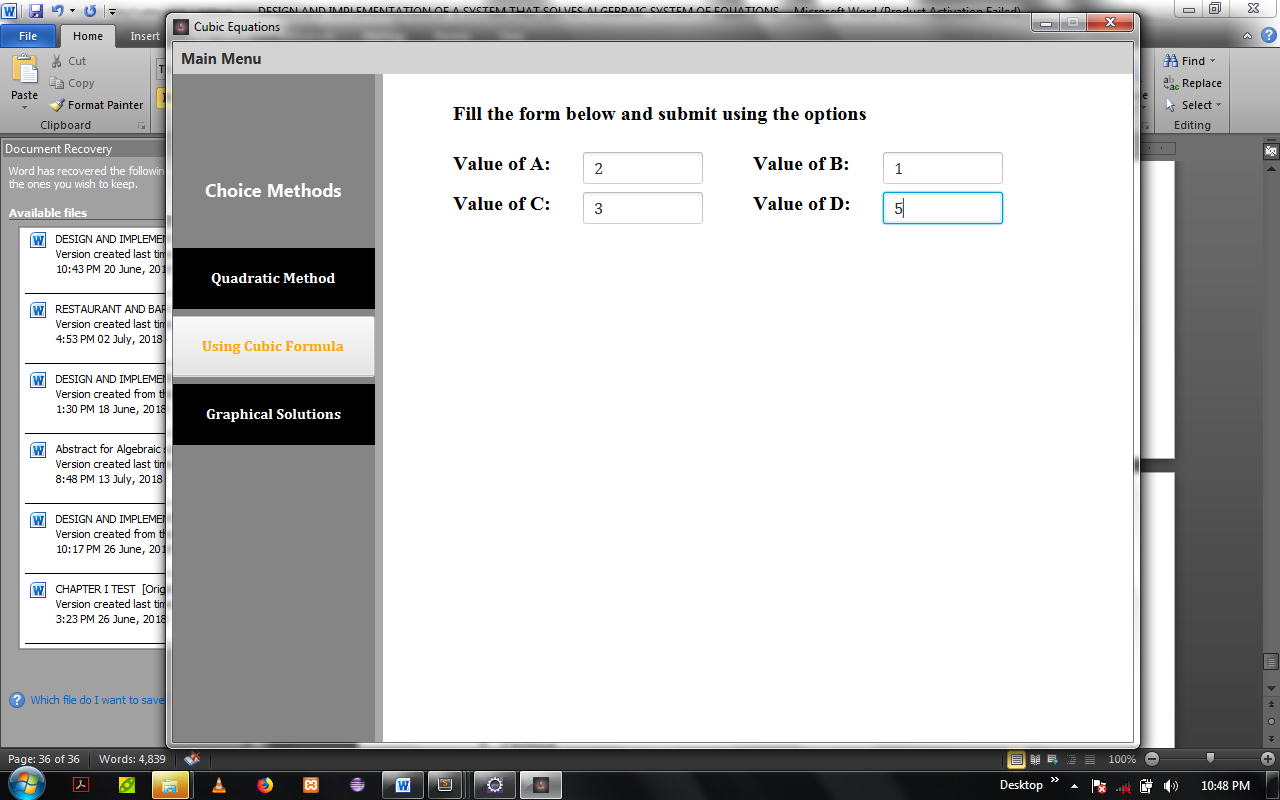 DESIGN AND IMPLEMENTATION OF A SYSTEM THAT SOLVES ALGEBRAIC SYSTEM OF EQUATIONS - Microsoft Word (Product Activation Failed)
Cubic Equations
File
Home
Insert
Cut
Copy
Paste
Format Painter
Clipboard
Find
Replace
Select
Editing
Main Menu
Fill the form below and submit using the options
Value of A: 2 Value of B: 1
Value of C: 3 Value of D: 5
Choice Methods
Quadratic Method
Using Cubic Formula
Graphical Solutions
Document Recovery
Word has recovered the followin
the ones you wish to keep.
Available files
DESIGN AND IMPLEMEN
Version created last tim
10:43 PM 20 June, 201
RESTAURANT AND BAR
Version created last tim
4:53 PM 02 July, 2018
DESIGN AND IMPLEMEN
Version created from th
1:30 PM 18 June, 2018
Abstract for Algebraic s
Version created last tim
8:48 PM 13 July, 2018
DESIGN AND IMPLEMEN
Version created from th
10:17 PM 26 June, 201
CHAPTER I TEST [Orig
Version created last tim
3:23 PM 26 June, 2018
Which file do I want to save
Page: 36 of 36
Words: 4,839
100%
Desktop
10:48 PM